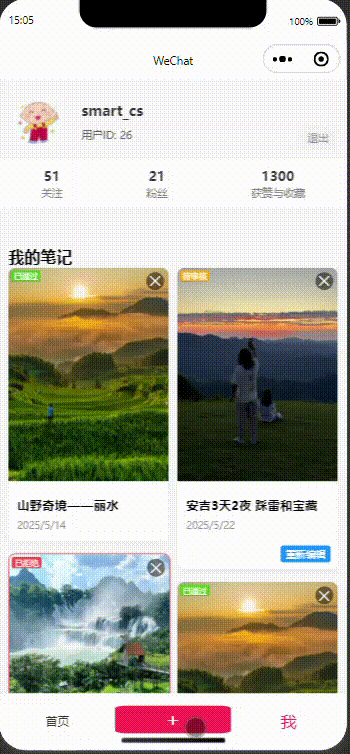 15:05
100%
WeChat
smart_cs
用户ID: 26
退出
51
21
1300
关注
粉丝
获赞与收藏
我的笔记
已通过
待审核
山野奇境——丽水
2025/5/14
安吉3天2夜 踩雷和宝藏
2025/5/22
重新编辑
已拒绝
已通过
首页
+
我